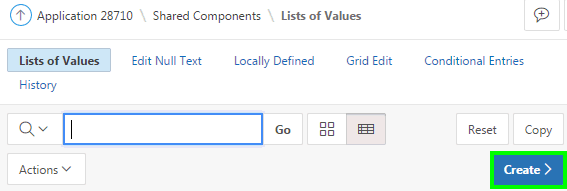 Application 28710 \ Shared Components \ Lists of Values
Lists of Values Edit Null Text Locally Defined Grid Edit Conditional Entries
History
Go Reset Copy
Actions Create